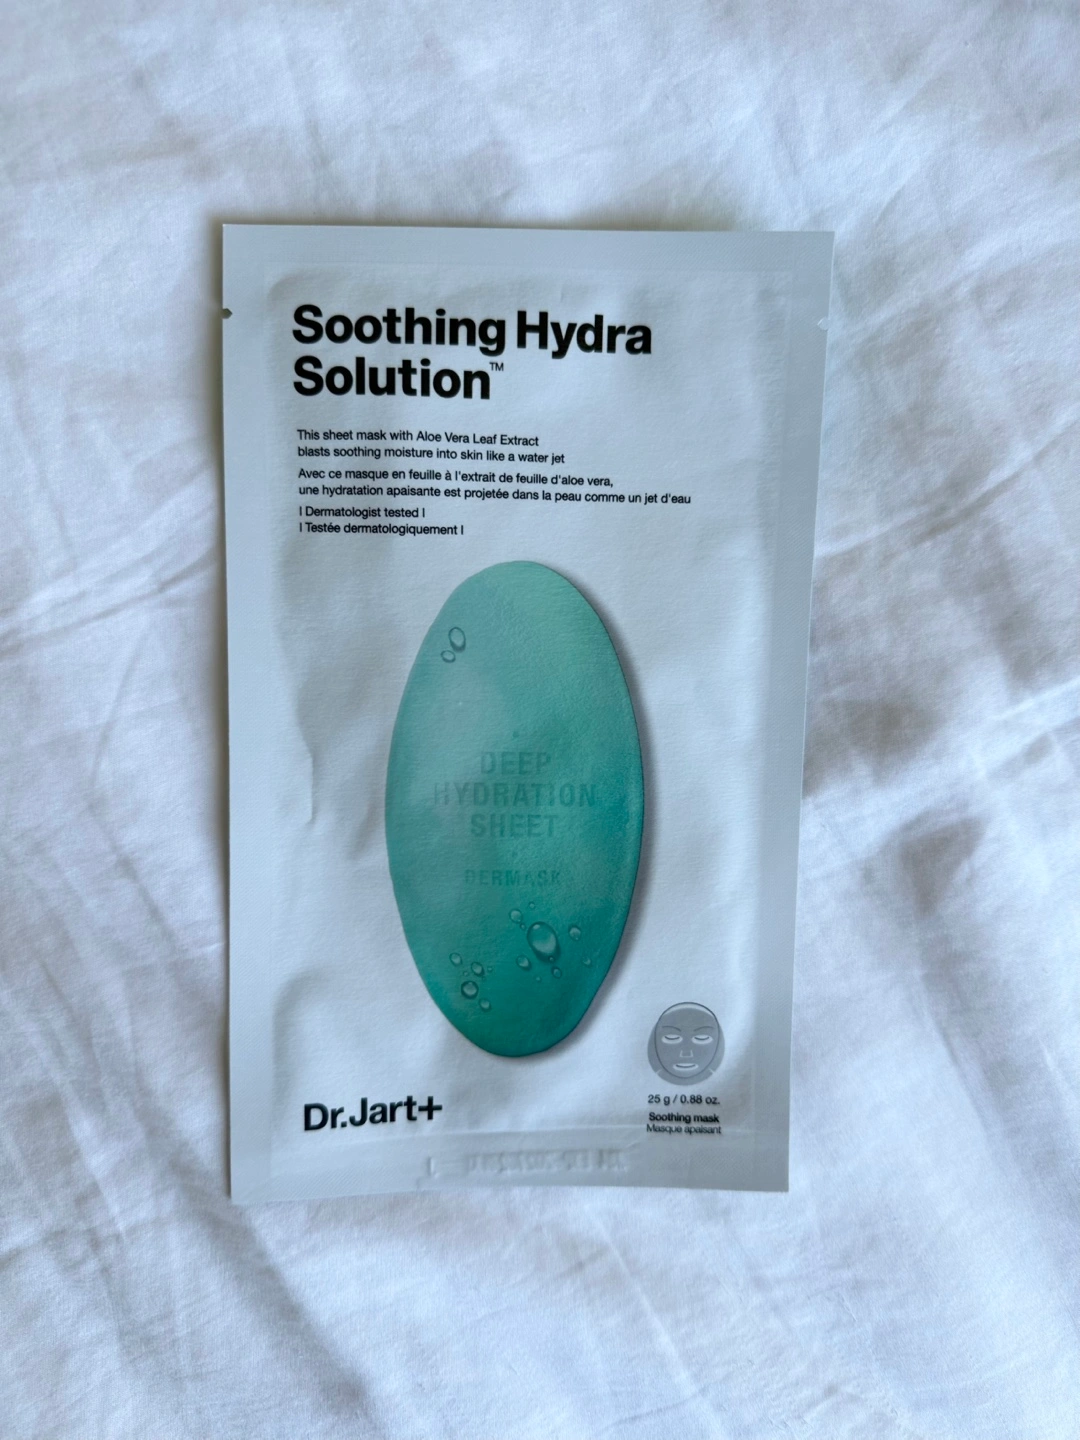 Soothing Hydra
Solution™
This sheet mask with Aloe Vera Leaf Extract
blasts soothing moisture into skin like a water jet
Avec ce masque en feuille à l'extrait de feuille d'aloe vera,
une hydratation apaisante est projetée dans la peau comme un jet d'eau
| Dermatologist tested |
| Testée dermatologiquement |
DEEP
HYDRATION
SHEET
DERMASK
Dr.Jart+
25 g / 0.88 oz.
Soothing mask
Masque apaisant